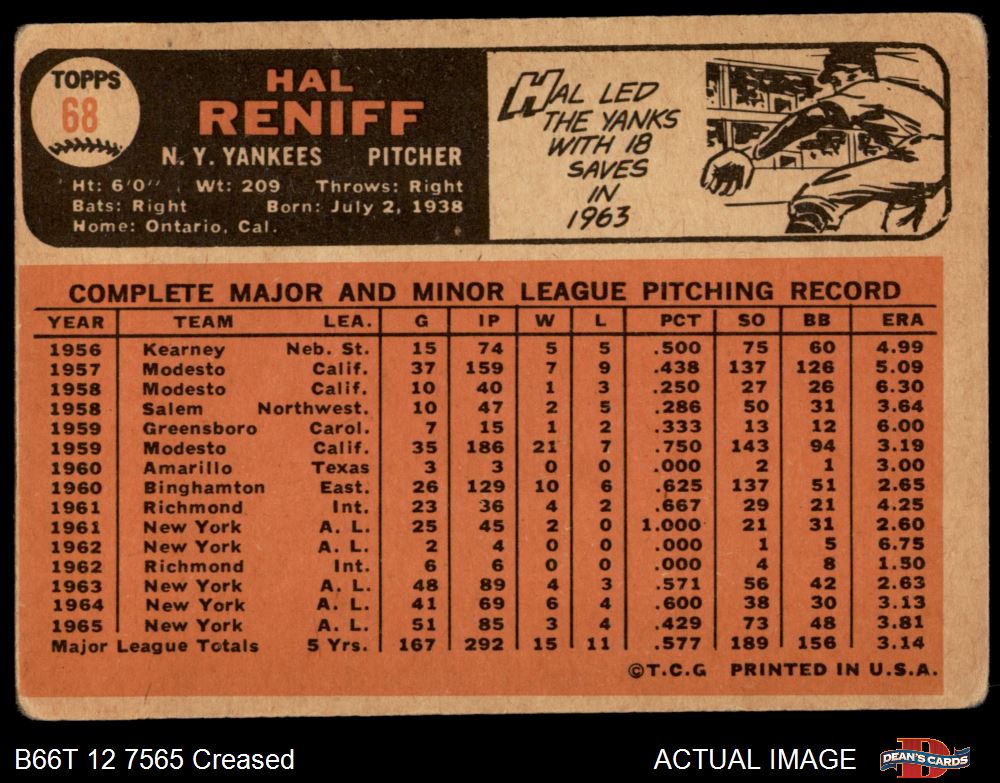 TOPPS
68
HAL
RENIFF
N. Y. YANKEES PITCHER
Ht: 6'0" Wt: 209 Throws: Right
Bats: Right Born: July 2, 1938
Home: Ontario, Cal.
HAL LED
THE YANKS
WITH 18
SAVES
IN
1963
COMPLETE MAJOR AND MINOR LEAGUE PITCHING RECORD
YEAR TEAM LEA. G IP W L PCT SO BB ERA
1956 Kearney Neb. St. 15 74 5 5 .500 75 60 4.99
1957 Modesto Calif. 37 159 7 9 .438 137 126 5.09
1958 Modesto Calif. 10 40 1 3 .250 27 26 6.30
1958 Salem Northwest. 10 47 2 5 .286 50 31 3.64
1959 Greensboro Carol. 7 15 1 2 .333 13 12 6.00
1959 Modesto Calif. 35 186 21 7 .750 143 94 3.19
1960 Amarillo Texas 3 3 0 0 .000 2 1 3.00
1960 Binghamton East. 26 129 10 6 .625 137 51 2.65
1961 Richmond Int. 23 36 4 2 .667 29 21 4.25
1961 New York A. L. 25 45 2 0 1.000 21 31 2.60
1962 New York A. L. 2 4 0 0 .000 1 5 6.75
1962 Richmond Int. 6 6 0 0 .000 4 8 1.50
1963 New York A. L. 48 89 4 3 .571 56 42 2.63
1964 New York A. L. 41 69 6 4 .600 38 30 3.13
1965 New York A. L. 51 85 3 4 .429 73 48 3.81
Major League Totals 5 Yrs. 167 292 15 11 .577 189 156 3.14
©T.C.G PRINTED IN U.S.A.
B66T 12 7565 Creased
ACTUAL IMAGE
DEAN'S CARDS